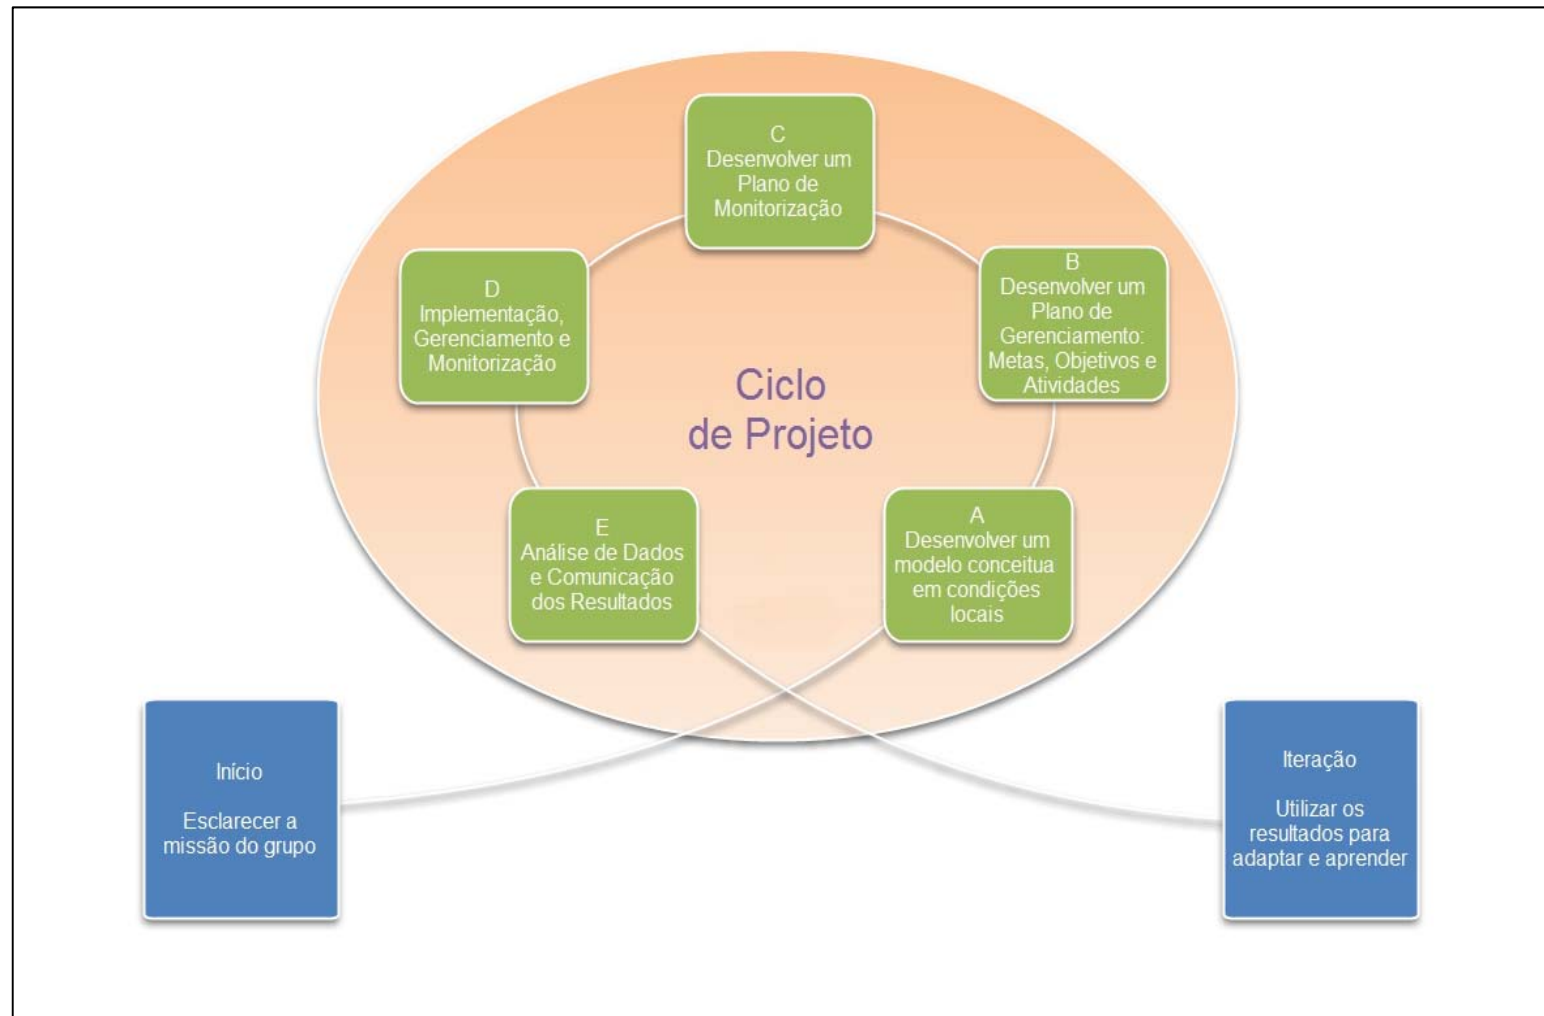 C
Desenvolver um
Plano de
Monitorização
B
Desenvolver um
Plano de
Gerenciamento:
Metas, Objetivos e
Atividades
D
Implementação,
Gerenciamento e
Monitorização
Ciclo
de Projeto
E
Análise de Dados
e Comunicação
dos Resultados
A
Desenvolver um
modelo conceitua
em condições
locais
Início
Esclarecer a
missão do grupo
Iteração
Utilizar os
resultados para
adaptar e aprender